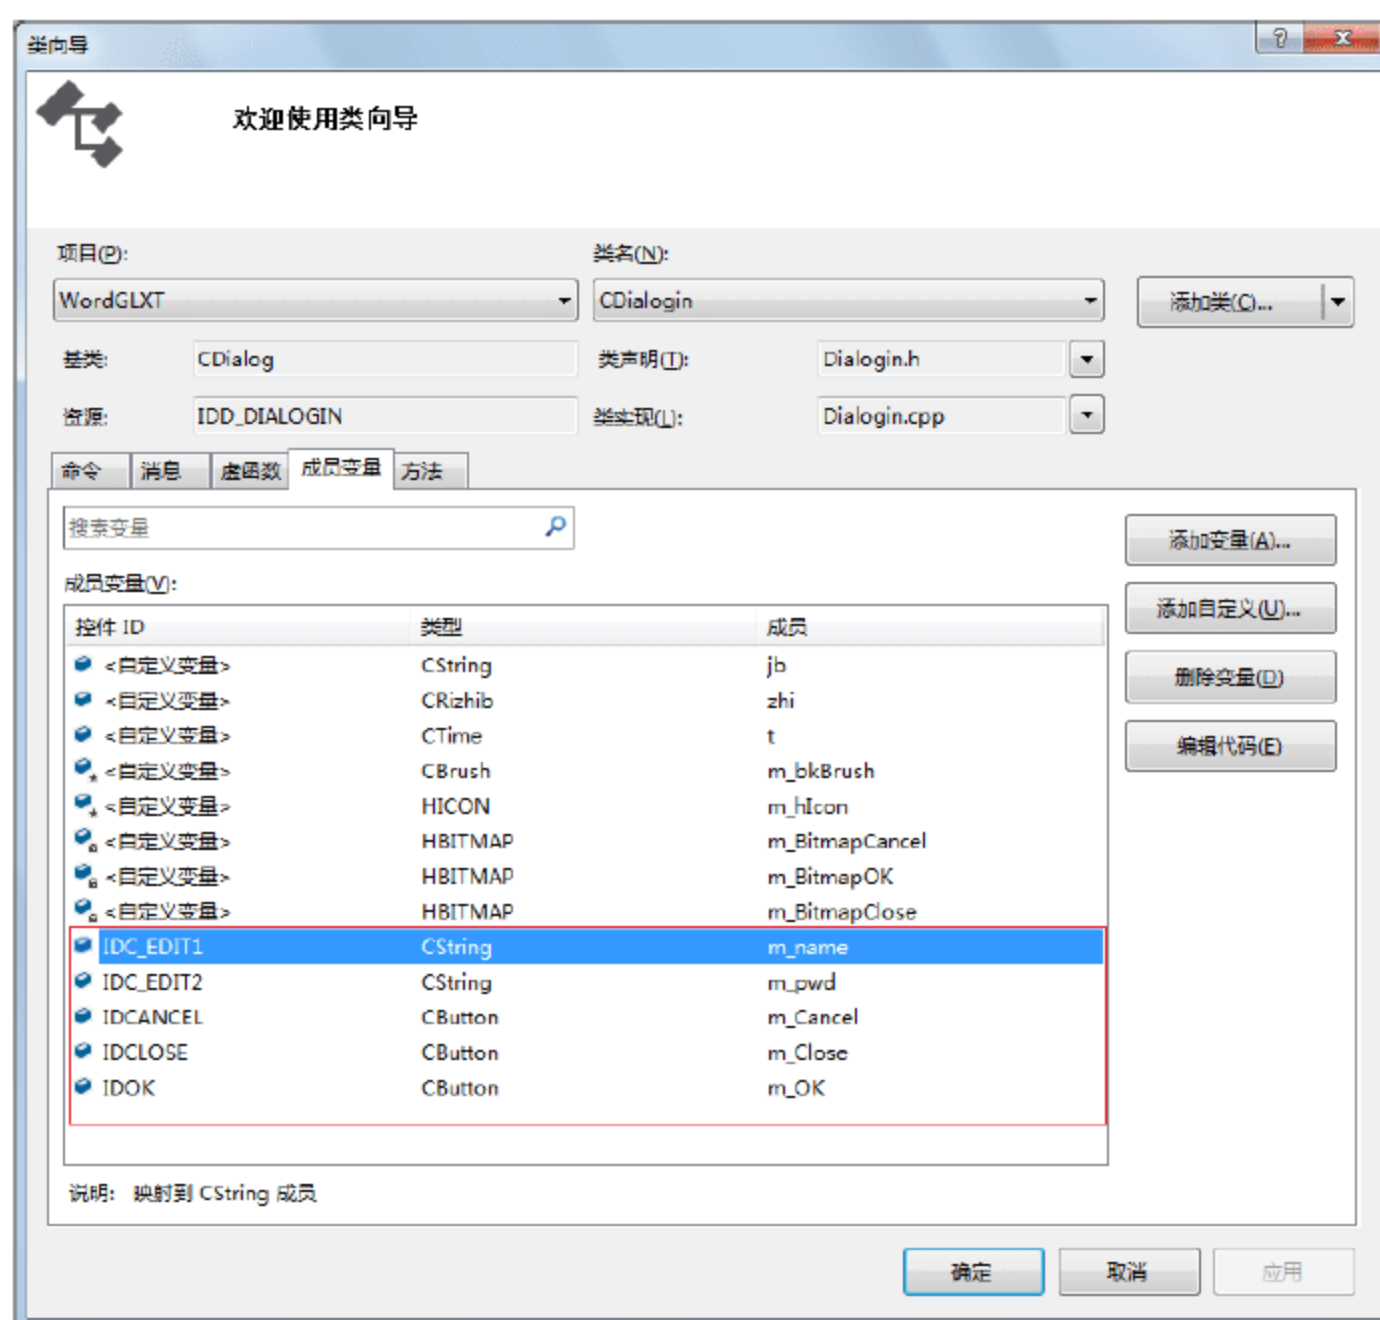 类向导
欢迎使用类向导
项目(P): 类名(N):
WordGLXT CDialogin 添加类(C)...
基类: CDialog 类声明(T): Dialogin.h
资源: IDD_DIALOGIN 类实现(L): Dialogin.cpp
命令 消息 虚函数 成员变量 方法
搜索变量
添加变量(A)...
成员变量(V):
添加自定义(U)...
控件 ID 类型 成员
<自定义变量> CString jb
删除变量(D)
<自定义变量> CRizhib zhi
<自定义变量> CTime t
编辑代码(E)
<自定义变量> CBrush m_bkBrush
<自定义变量> HICON m_hIcon
<自定义变量> HBITMAP m_BitmapCancel
<自定义变量> HBITMAP m_BitmapOK
<自定义变量> HBITMAP m_BitmapClose
IDC_EDIT1 CString m_name
IDC_EDIT2 CString m_pwd
IDCANCEL CButton m_Cancel
IDCLOSE CButton m_Close
IDOK CButton m_OK
说明: 映射到 CString 成员
确定 取消 应用